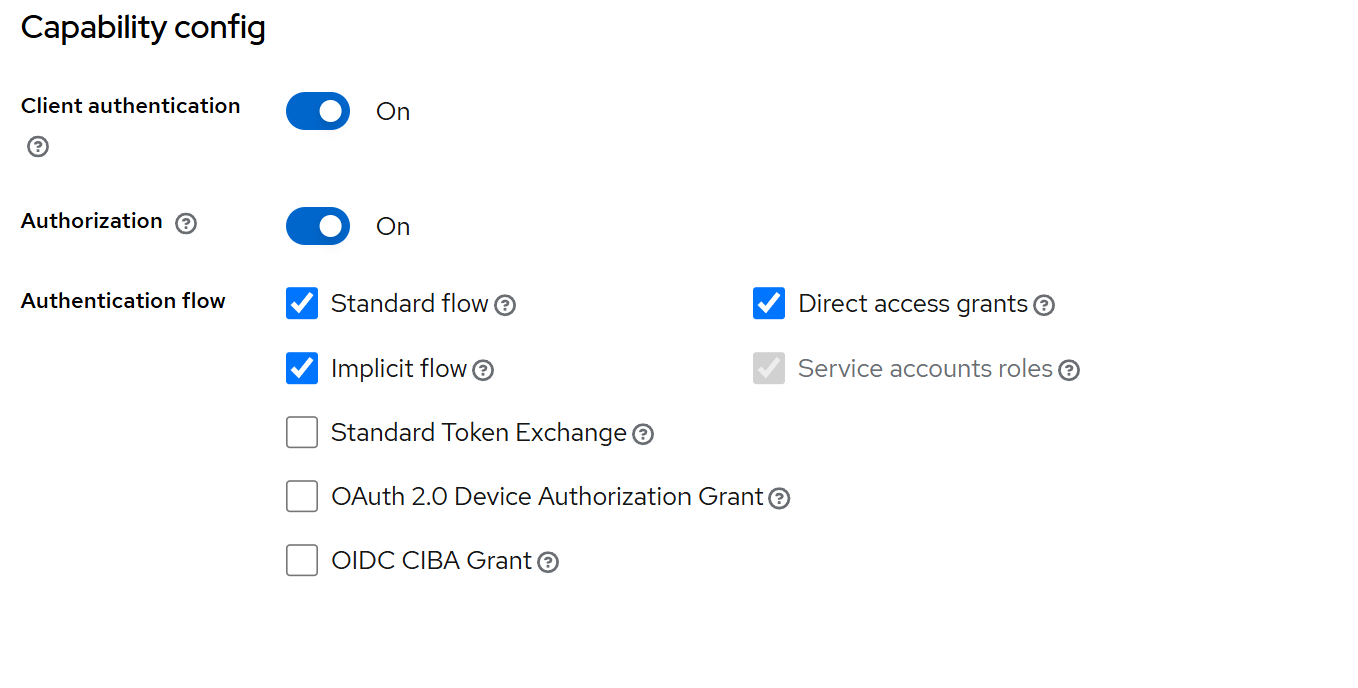 Capability config
Client authentication On
Authorization On
Authentication flow Standard flow Direct access grants
Implicit flow Service accounts roles
Standard Token Exchange
OAuth 2.0 Device Authorization Grant
OIDC CIBA Grant